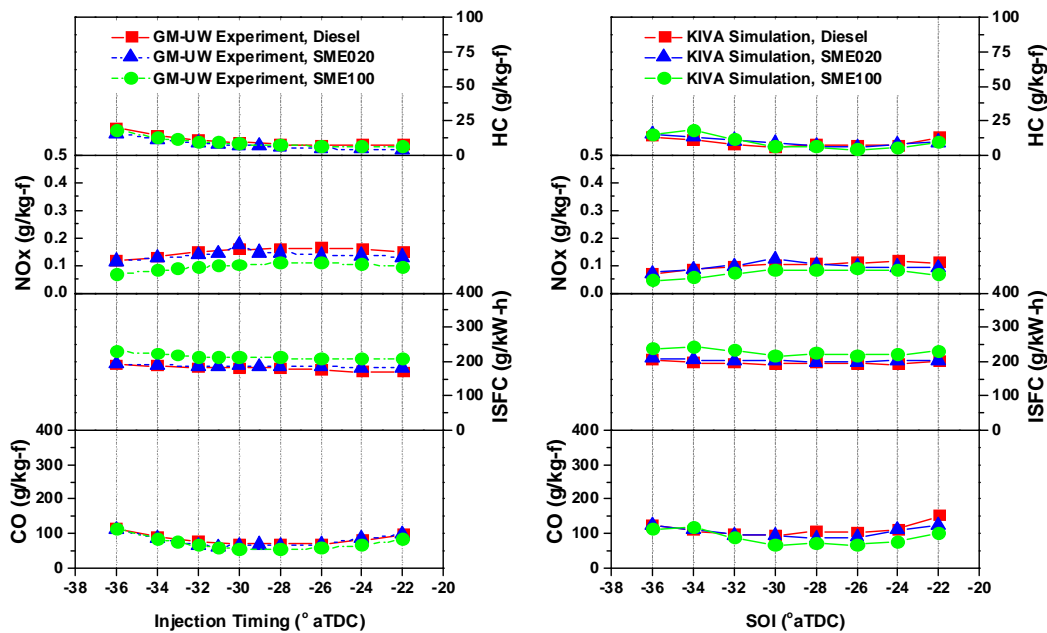 GM-UW Experiment, Diesel
GM-UW Experiment, SME020
GM-UW Experiment, SME100
100
75
50
25
0
HC (g/kg-f)
0.5
0.4
0.3
0.2
0.1
0.0
NOx (g/kg-f)
400
300
200
100
0
ISFC (g/kW-h)
400
300
200
100
0
CO (g/kg-f)
-38 -36 -34 -32 -30 -28 -26 -24 -22 -20
Injection Timing (° aTDC)
KIVA Simulation, Diesel
KIVA Simulation, SME020
KIVA Simulation, SME100
100
75
50
25
0
HC (g/kg-f)
0.5
0.4
0.3
0.2
0.1
0.0
NOx (g/kg-f)
400
300
200
100
0
ISFC (g/kW-h)
400
300
200
100
0
CO (g/kg-f)
-38 -36 -34 -32 -30 -28 -26 -24 -22 -20
SOI (°aTDC)